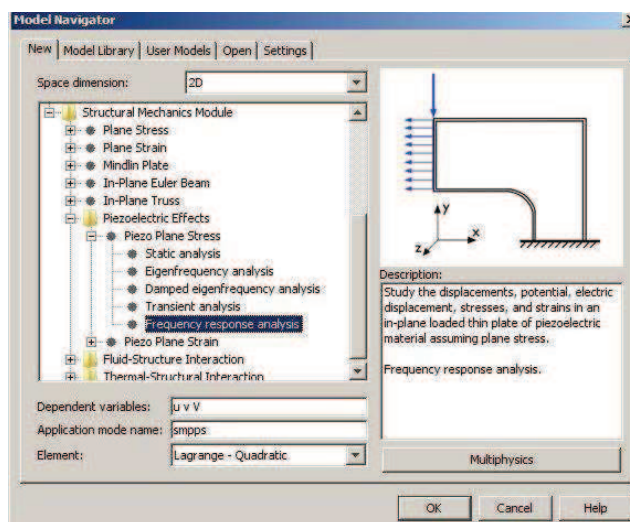 Model Navigator
New Model Library User Models Open Settings
Space dimension: 2D
Structural Mechanics Module
Plane Stress
Plane Strain
Mindlin Plate
In-Plane Euler Beam
In-Plane Truss
Piezoelectric Effects
Piezo Plane Stress
Static analysis
Eigenfrequency analysis
Damped eigenfrequency analysis
Transient analysis
Frequency response analysis
Piezo Plane Strain
Fluid-Structure Interaction
Thermal-Structural Interaction
Dependent variables: u v V
Application mode name: smpps
Element: Lagrange - Quadratic
y
x
z
Description:
Study the displacements, potential, electric
displacement, stresses, and strains in an
in-plane loaded thin plate of piezoelectric
material assuming plane stress.
Frequency response analysis.
Multiphysics
OK Cancel Help